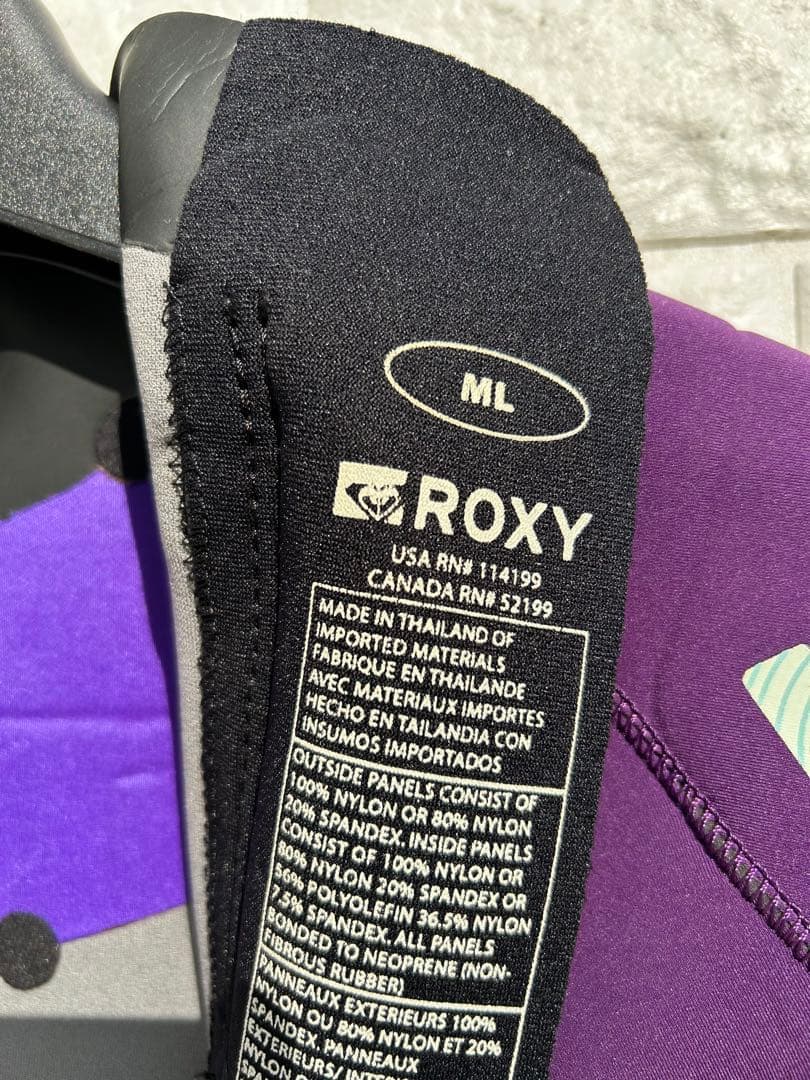 ML
ROXY
USA RN# 114199
CANADA RN# 52199
MADE IN THAILAND OF
IMPORTED MATERIALS
FABRIQUE EN THAILANDE
AVEC MATERIAUX IMPORTES
HECHO EN TAILANDIA CON
INSUMOS IMPORTADOS
OUTSIDE PANELS CONSIST OF
100% NYLON OR 80% NYLON
20% SPANDEX. INSIDE PANELS
CONSIST OF 100% NYLON OR
80% NYLON 20% SPANDEX OR
56% POLYOLEFIN 36.5% NYLON
7.5% SPANDEX. ALL PANELS
BONDED TO NEOPRENE (NON-
FIBROUS RUBBER)
PANNEAUX EXTERIEURS 100%
NYLON OU 80% NYLON ET 20%
SPANDEX. PANNEAUX
EXTERIEURS/
NYLON